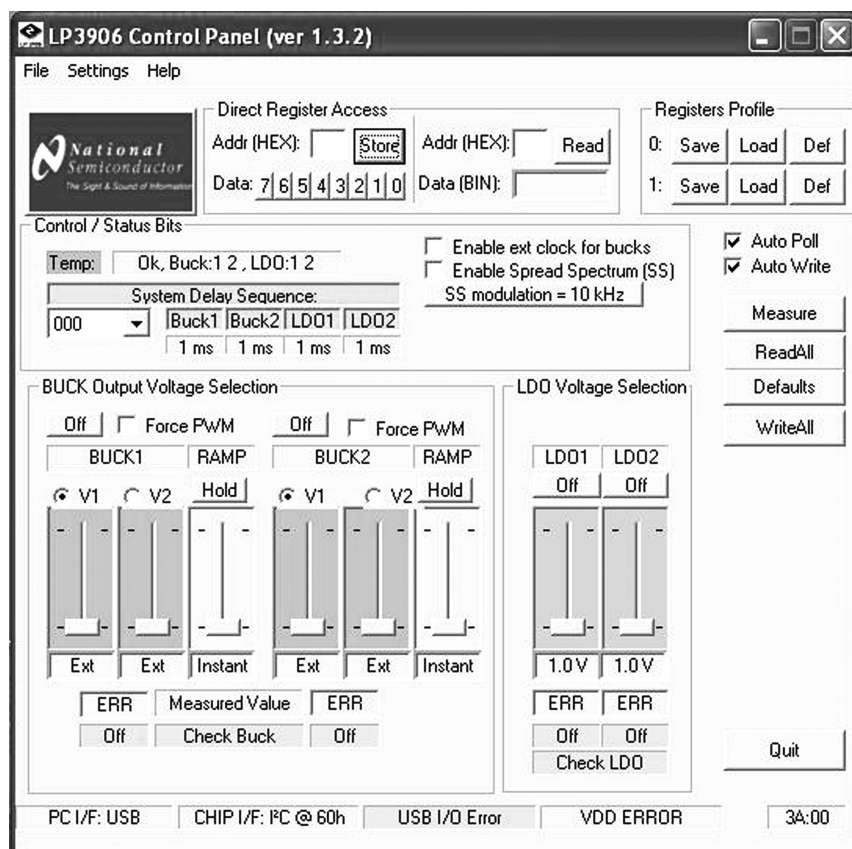 LP3906 Control Panel (ver 1.3.2)
File Settings Help
Direct Register Access
Registers Profile
National
Semiconductor
The Sight & Sound of Information
Addr (HEX): Store Addr (HEX): Read
Data: 7 6 5 4 3 2 1 0 Data (BIN):
0: Save Load Def
1: Save Load Def
Control / Status Bits
Temp: Ok, Buck:1 2 , LDO:1 2
System Delay Sequence:
000 Buck1 Buck2 LDO1 LDO2
1 ms 1 ms 1 ms 1 ms
Enable ext clock for bucks
Enable Spread Spectrum (SS)
SS modulation = 10 kHz
Auto Poll
Auto Write
Measure
ReadAll
Defaults
WriteAll
BUCK Output Voltage Selection
Off Force PWM Off Force PWM
BUCK1 RAMP BUCK2 RAMP
V1 V2 Hold V1 V2 Hold
Ext Ext Instant Ext Ext Instant
ERR Measured Value ERR
Off Check Buck Off
LDO Voltage Selection
LDO1 LDO2
Off Off
1.0 V 1.0 V
ERR ERR
Off Off
Check LDO
Quit
PC I/F: USB CHIP I/F: I²C @ 60h USB I/O Error VDD ERROR 3A:00